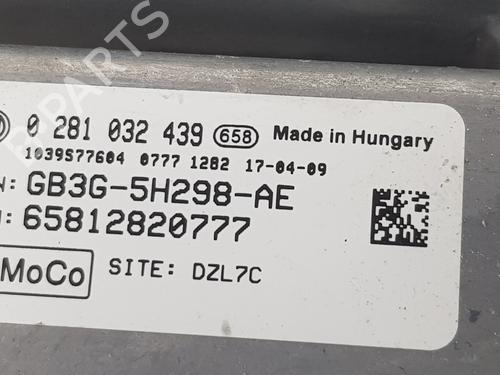 0 281 032 439 658 Made in Hungary
1039S77604 0777 1282 17-04-09
N: GB3G-5H298-AE
: 65812820777
MoCo SITE: DZL7C
B-PARTS